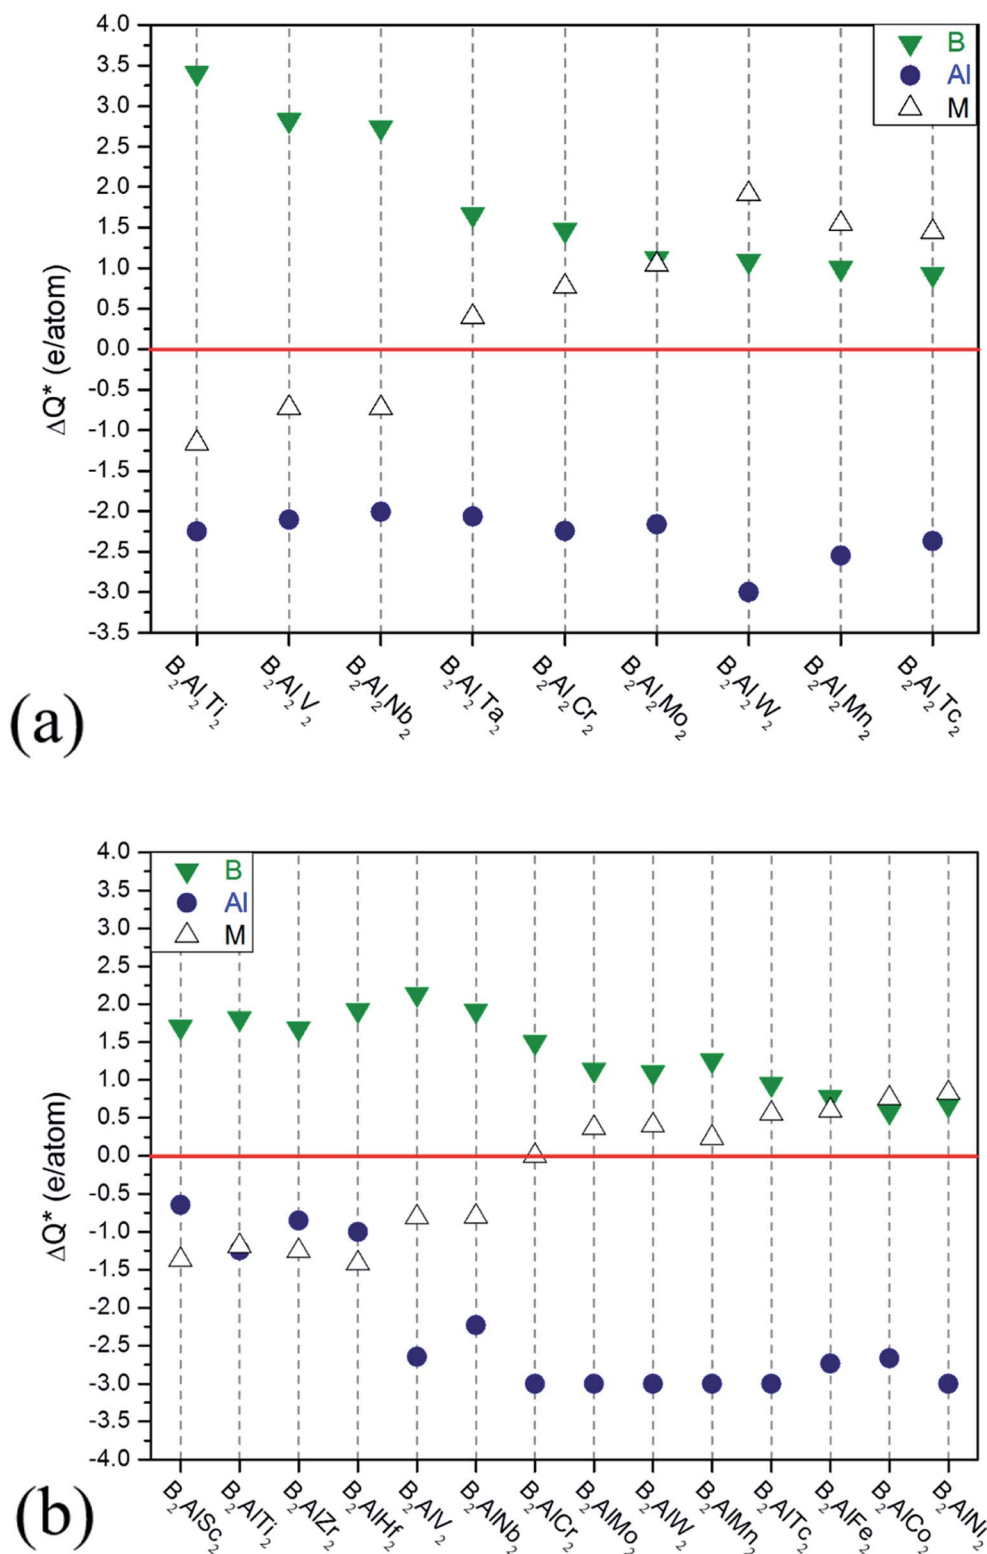 (a)
4.0
3.5
3.0
2.5
2.0
1.5
1.0
0.5
0.0
-0.5
-1.0
-1.5
-2.0
-2.5
-3.0
-3.5
ΔQ* (e/atom)
B
Al
M
B₂Al₂Ti₂
B₂Al₂V₂
B₂Al₂Nb₂
B₂Al₂Ta₂
B₂Al₂Cr₂
B₂Al₂Mo₂
B₂Al₂W₂
B₂Al₂Mn₂
B₂Al₂Tc₂
(b)
4.0
3.5
3.0
2.5
2.0
1.5
1.0
0.5
0.0
-0.5
-1.0
-1.5
-2.0
-2.5
-3.0
-3.5
-4.0
ΔQ* (e/atom)
B
Al
M
B₂AlSc₂
B₂AlTi₂
B₂AlZr₂
B₂AlHf₂
B₂AlV₂
B₂AlNb₂
B₂AlCr₂
B₂AlMo₂
B₂AlW₂
B₂AlMn₂
B₂AlTc₂
B₂AlFe₂
B₂AlCo₂
B₂AlNi₂